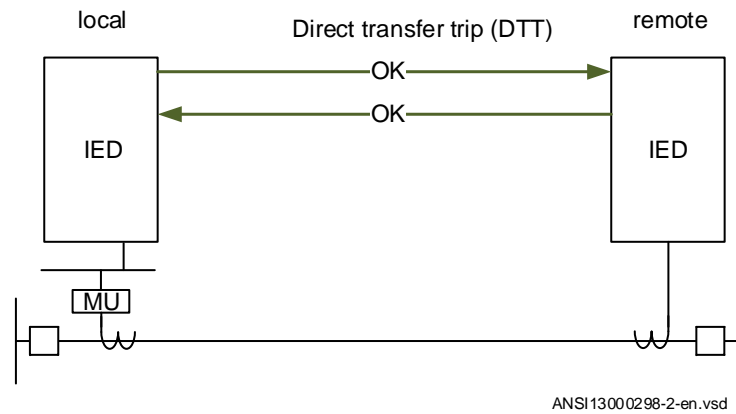 local
Direct transfer trip (DTT)
remote
OK
OK
IED
IED
MU
ANSI13000298-2-en.vsd